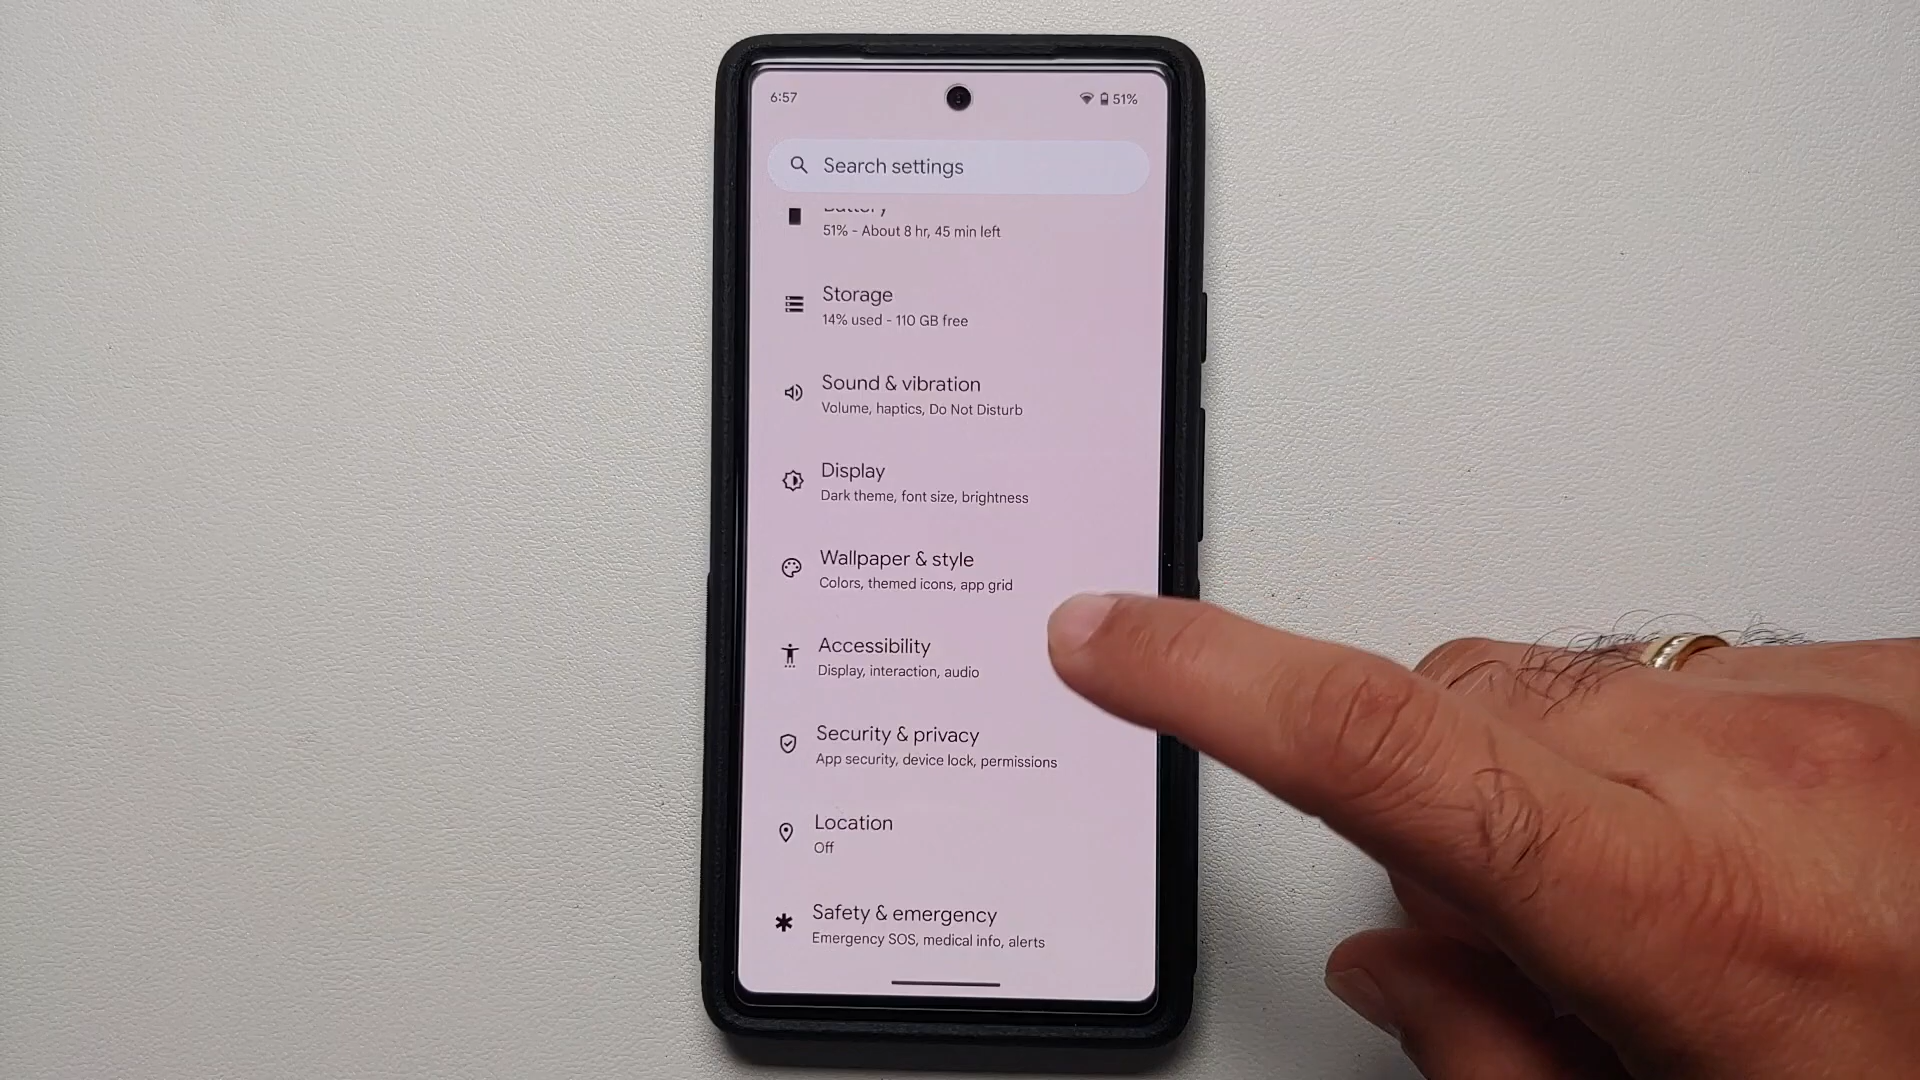 6:57
51%
Search settings
Battery
51% - About 8 hr, 45 min left
Storage
14% used - 110 GB free
Sound & vibration
Volume, haptics, Do Not Disturb
Display
Dark theme, font size, brightness
Wallpaper & style
Colors, themed icons, app grid
Accessibility
Display, interaction, audio
Security & privacy
App security, device lock, permissions
Location
Off
Safety & emergency
Emergency SOS, medical info, alerts